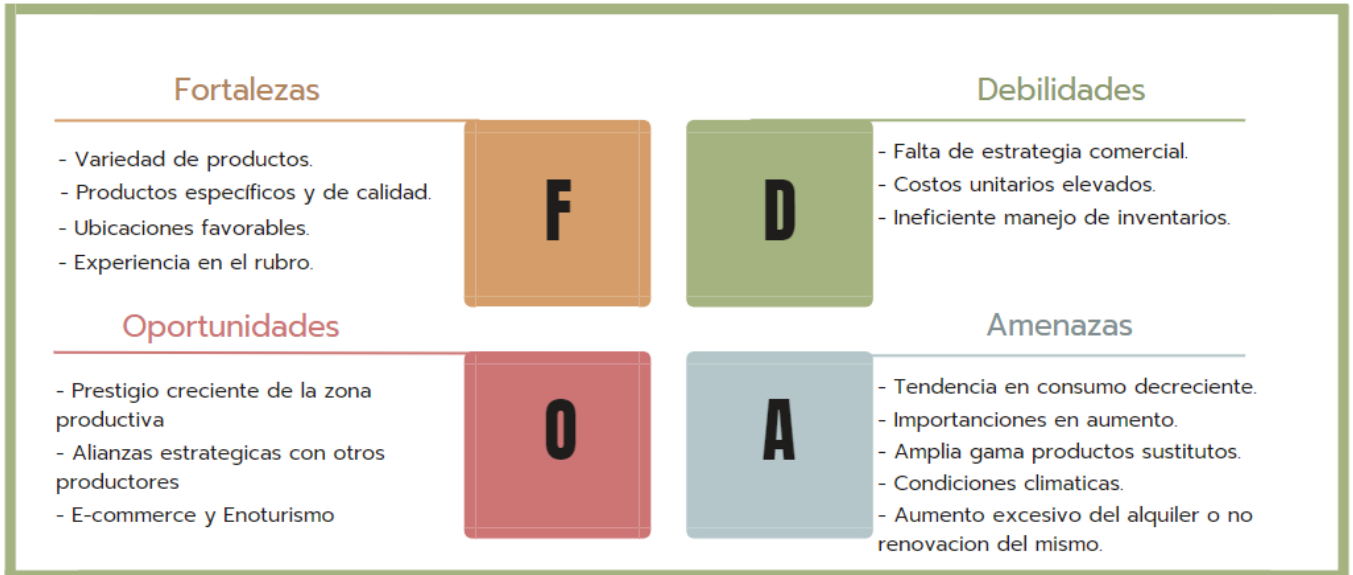 Fortalezas
- Variedad de productos.
- Productos específicos y de calidad.
- Ubicaciones favorables.
- Experiencia en el rubro.
F
D
Debilidades
- Falta de estrategia comercial.
- Costos unitarios elevados.
- Ineficiente manejo de inventarios.
Oportunidades
- Prestigio creciente de la zona
productiva
- Alianzas estrategicas con otros
productores
- E-commerce y Enoturismo
O
A
Amenazas
- Tendencia en consumo decreciente.
- Importanciones en aumento.
- Amplia gama productos sustitutos.
- Condiciones climaticas.
- Aumento excesivo del alquiler o no
renovacion del mismo.